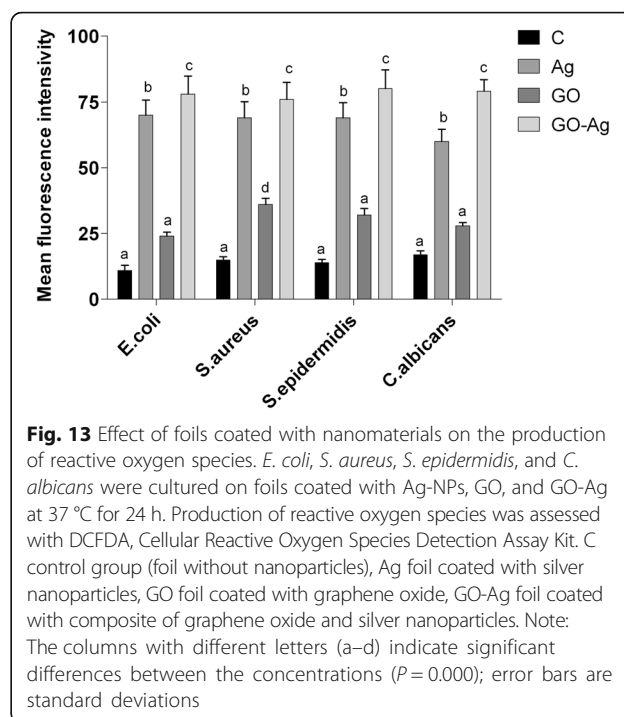 100
75
50
25
0
Mean fluorescence intensivity
a b a c
a b d c
a b a c
a b a c
E.coli
S.aureus
S.epidermidis
C.albicans
C
Ag
GO
GO-Ag
Fig. 13 Effect of foils coated with nanomaterials on the production
of reactive oxygen species. E. coli, S. aureus, S. epidermidis, and C.
albicans were cultured on foils coated with Ag-NPs, GO, and GO-Ag
at 37 °C for 24 h. Production of reactive oxygen species was assessed
with DCFDA, Cellular Reactive Oxygen Species Detection Assay Kit. C
control group (foil without nanoparticles), Ag foil coated with silver
nanoparticles, GO foil coated with graphene oxide, GO-Ag foil coated
with composite of graphene oxide and silver nanoparticles. Note:
The columns with different letters (a–d) indicate significant
differences between the concentrations (P = 0.000); error bars are
standard deviations